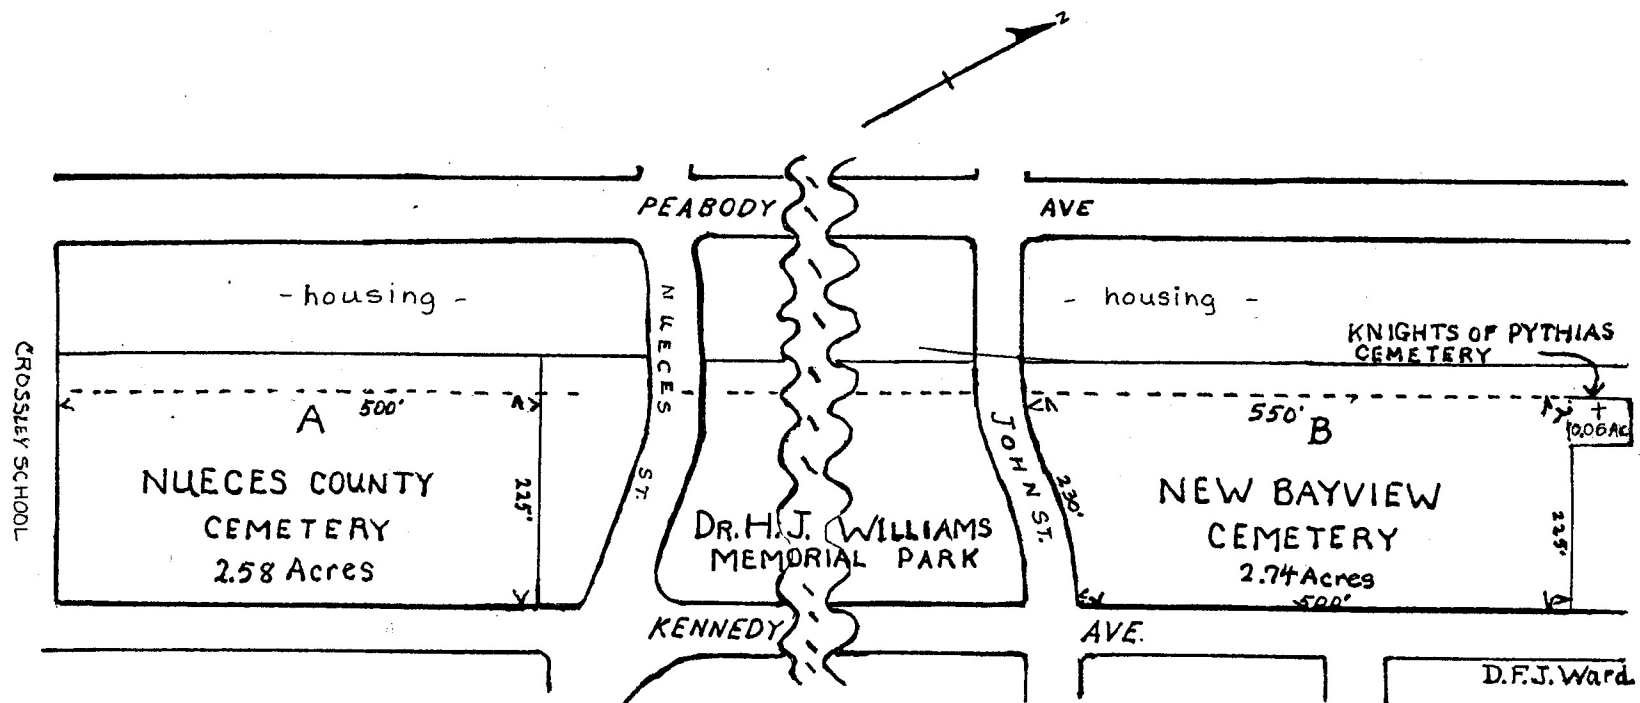 N
PEABODY
AVE
- housing -
- housing -
NUECES
ST.
KNIGHTS OF PYTHIAS
CEMETERY
CROSSLEY SCHOOL
500'
A
225'
NUECES COUNTY
CEMETERY
2.58 Acres
DR. H. J. WILLIAMS
MEMORIAL PARK
JOHN ST.
230'
550'
B
0.06 Ac
225'
NEW BAYVIEW
CEMETERY
2.74 Acres
500'
KENNEDY
AVE.
D.F.J. Ward